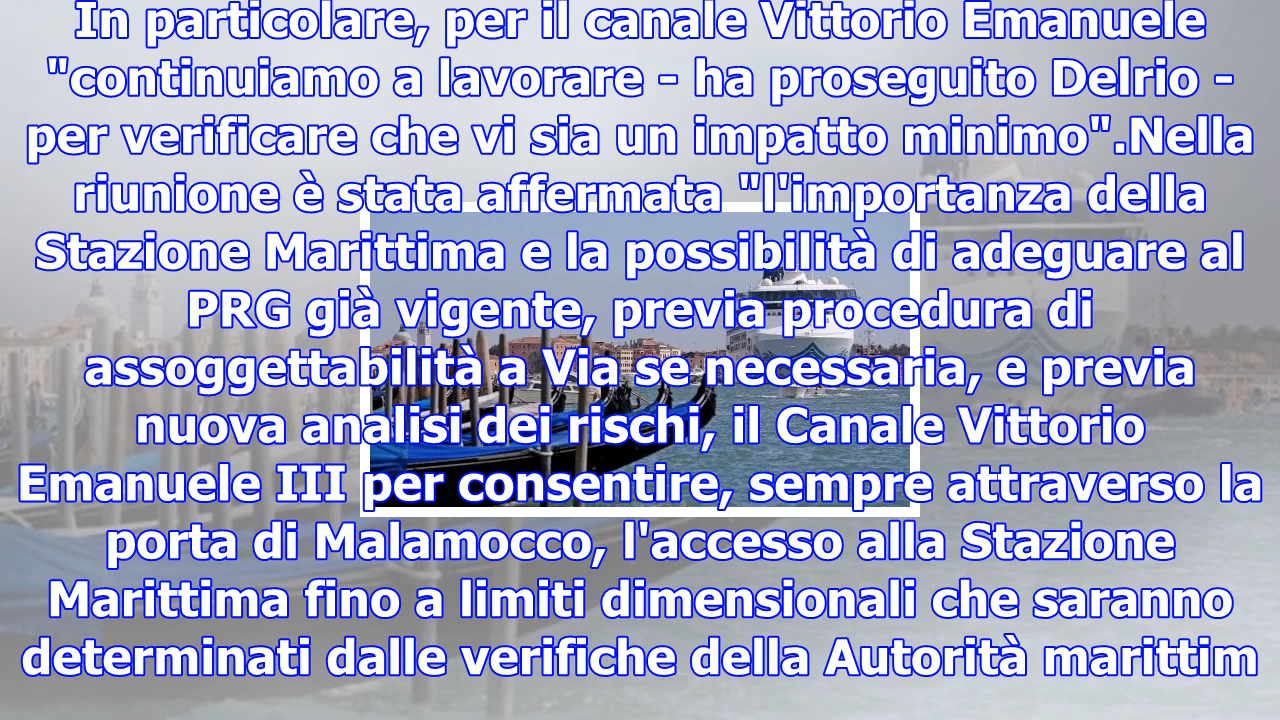 In particolare, per il canale Vittorio Emanuele
"continuiamo a lavorare - ha proseguito Delrio -
per verificare che vi sia un impatto minimo".Nella
riunione è stata affermata "l'importanza della
Stazione Marittima e la possibilità di adeguare al
PRG già vigente, previa procedura di
assoggettabilità a Via se necessaria, e previa
nuova analisi dei rischi, il Canale Vittorio
Emanuele III per consentire, sempre attraverso la
porta di Malamocco, l'accesso alla Stazione
Marittima fino a limiti dimensionali che saranno
determinati dalle verifiche della Autorità marittim